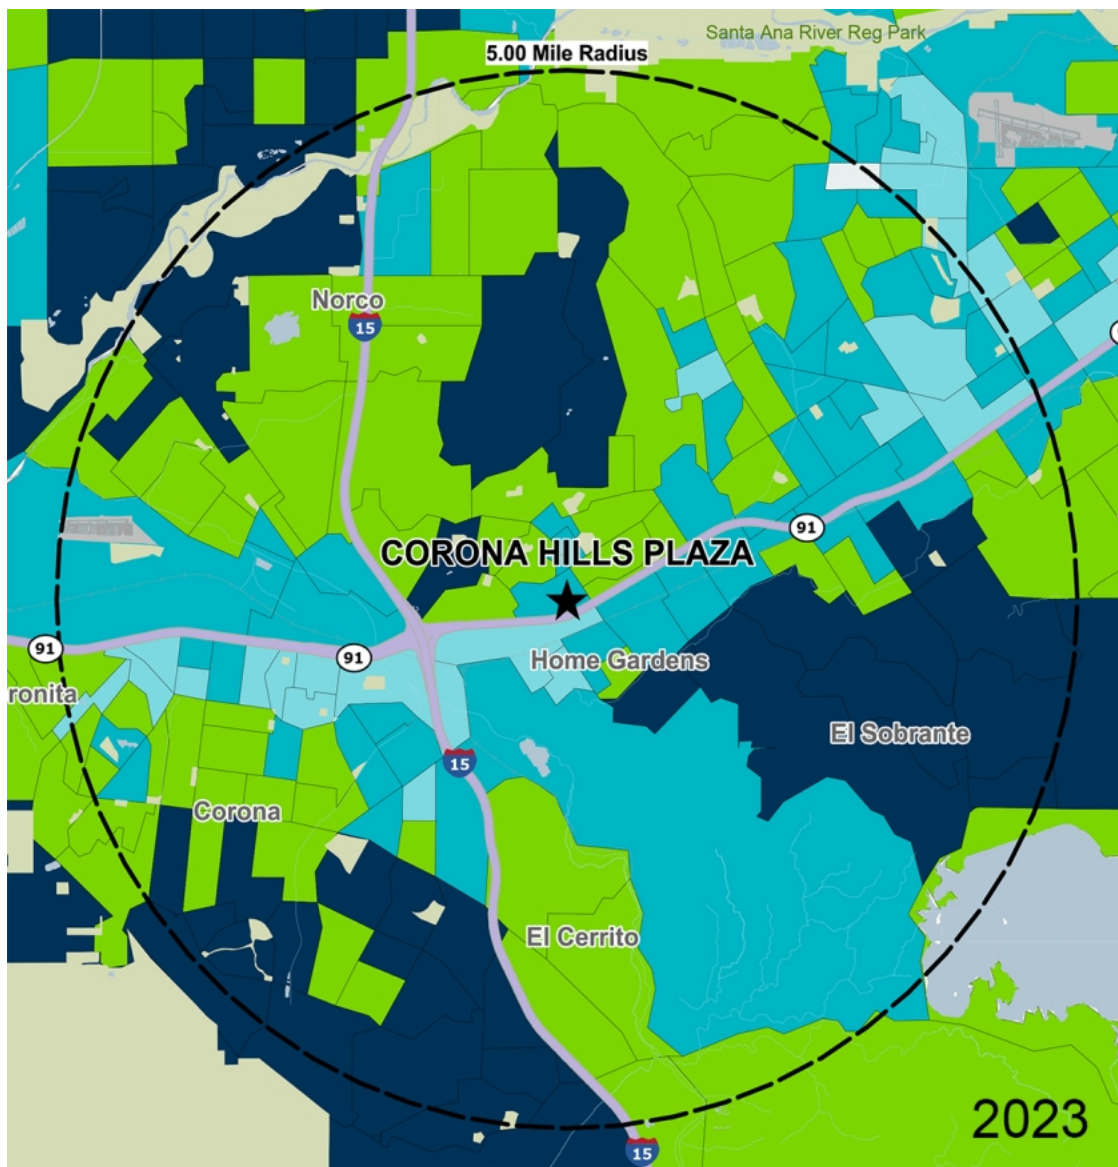 Santa Ana River Reg Park
5.00 Mile Radius
Norco
15
91
CORONA HILLS PLAZA
91
91
Home Gardens
ronita
El Sobrante
15
Corona
El Cerrito
2023
15